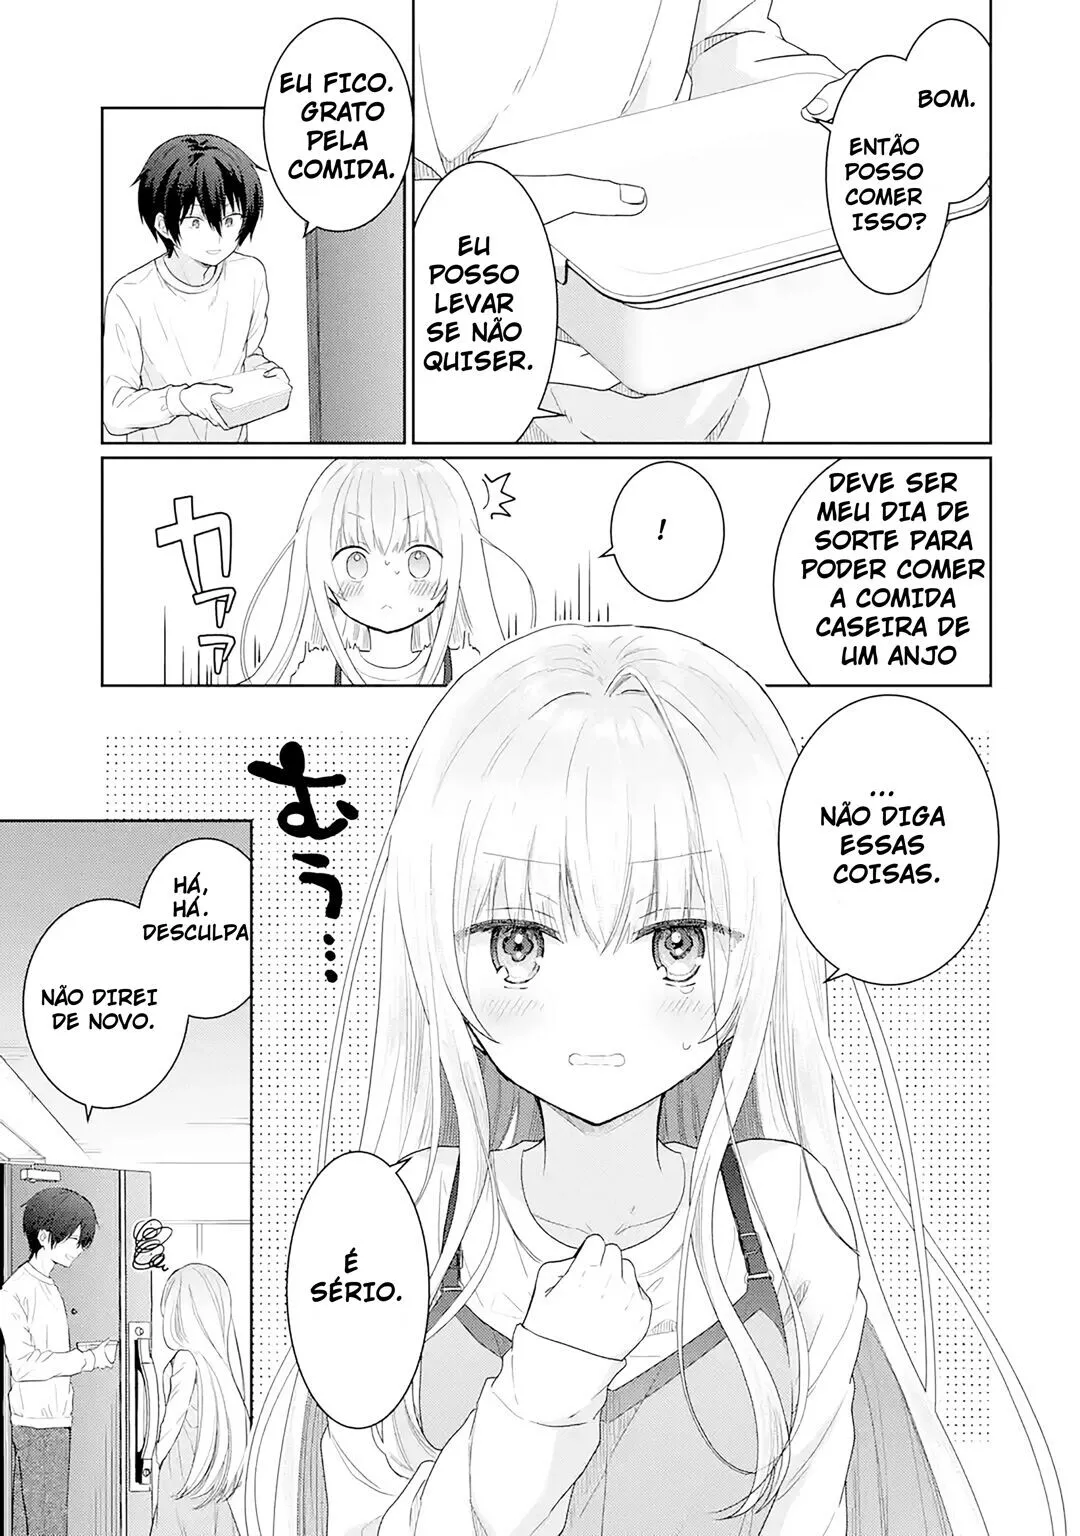 BOM.
ENTÃO
POSSO
COMER
ISSO?
EU
POSSO
LEVAR
SE NÃO
QUISER.
EU FICO.
GRATO
PELA
COMIDA.
DEVE SER
MEU DIA DE
SORTE PARA
PODER COMER
A COMIDA
CASEIRA DE
UM ANJO
!
カァァ
...
NÃO DIGA
ESSAS
COISAS.
むぅ…
É
SÉRIO.
HÁ,
HÁ.
DESCULPA
NÃO DIREI
DE NOVO.